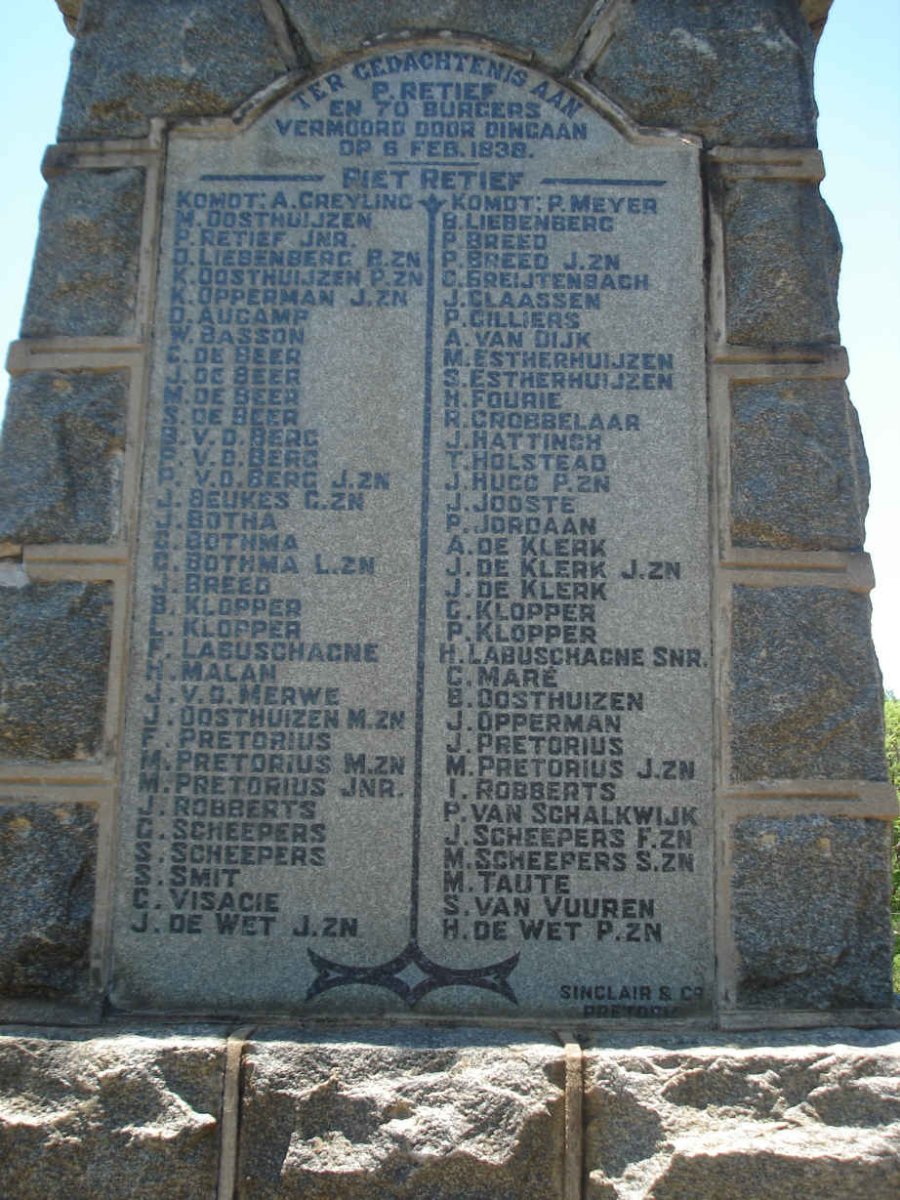 TER GEDACHTENIS AAN
P. RETIEF
EN 70 BURGERS
VERMOORD DOOR DINGAAN
OP 6 FEB. 1838.
PIET RETIEF
KOMDT: A. GREYLING
M. OOSTHUIJZEN
P. RETIEF JNR.
D. LIEBENBERG B.ZN
K. OOSTHUIJZEN P.ZN
K. OPPERMAN J.ZN
D. AUCAMP
W. BASSON
C. DE BEER
J. DE BEER
M. DE BEER
S. DE BEER
B. V.D. BERG
P. V.D. BERG
P. V.D. BERG J.ZN
J. BEUKES G.ZN
J. BOTHA
G. BOTHMA
G. BOTHMA L.ZN
J. BREED
B. KLOPPER
L. KLOPPER
F. LABUSCHAGNE
H. MALAN
J. V.D. MERWE
J. OOSTHUIZEN M.ZN
F. PRETORIUS
M. PRETORIUS M.ZN
M. PRETORIUS JNR.
J. ROBBERTS
G. SCHEEPERS
S. SCHEEPERS
S. SMIT
C. VISAGIE
J. DE WET J.ZN
KOMDT: P. MEYER
B. LIEBENBERG
P. BREED
P. BREED J.ZN
C. BREIJTENBACH
J. CLAASSEN
P. CILLIERS
A. VAN DIJK
M. ESTHERHUIJZEN
S. ESTHERHUIJZEN
H. FOURIE
R. GROBBELAAR
J. HATTINGH
T. HOLSTEAD
J. HUGO P.ZN
J. JOOSTE
P. JORDAAN
A. DE KLERK
J. DE KLERK J.ZN
J. DE KLERK
C. KLOPPER
P. KLOPPER
H. LABUSCHAGNE SNR.
C. MARÉ
B. OOSTHUIZEN
J. OPPERMAN
J. PRETORIUS
M. PRETORIUS J.ZN
I. ROBBERTS
P. VAN SCHALKWIJK
J. SCHEEPERS F.ZN
M. SCHEEPERS S.ZN
M. TAUTE
S. VAN VUUREN
H. DE WET P.ZN
SINCLAIR & CO
PRETORIA